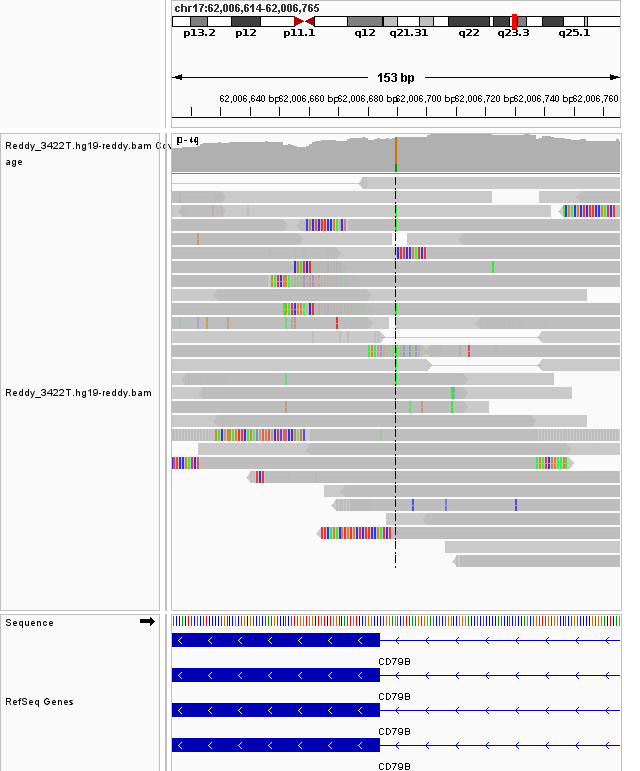 chr17:62,006,614-62,006,765
p13.2 p12 p11.1 q12 q21.31 q22 q23.3 q25.1
153 bp
62,006,640 bp 62,006,660 bp 62,006,680 bp 62,006,700 bp 62,006,720 bp 62,006,740 bp 62,006,760
Reddy_3422T.hg19-reddy.bam Cov
age
Reddy_3422T.hg19-reddy.bam
Sequence
CD79B
CD79B
RefSeq Genes
CD79B
CD79B